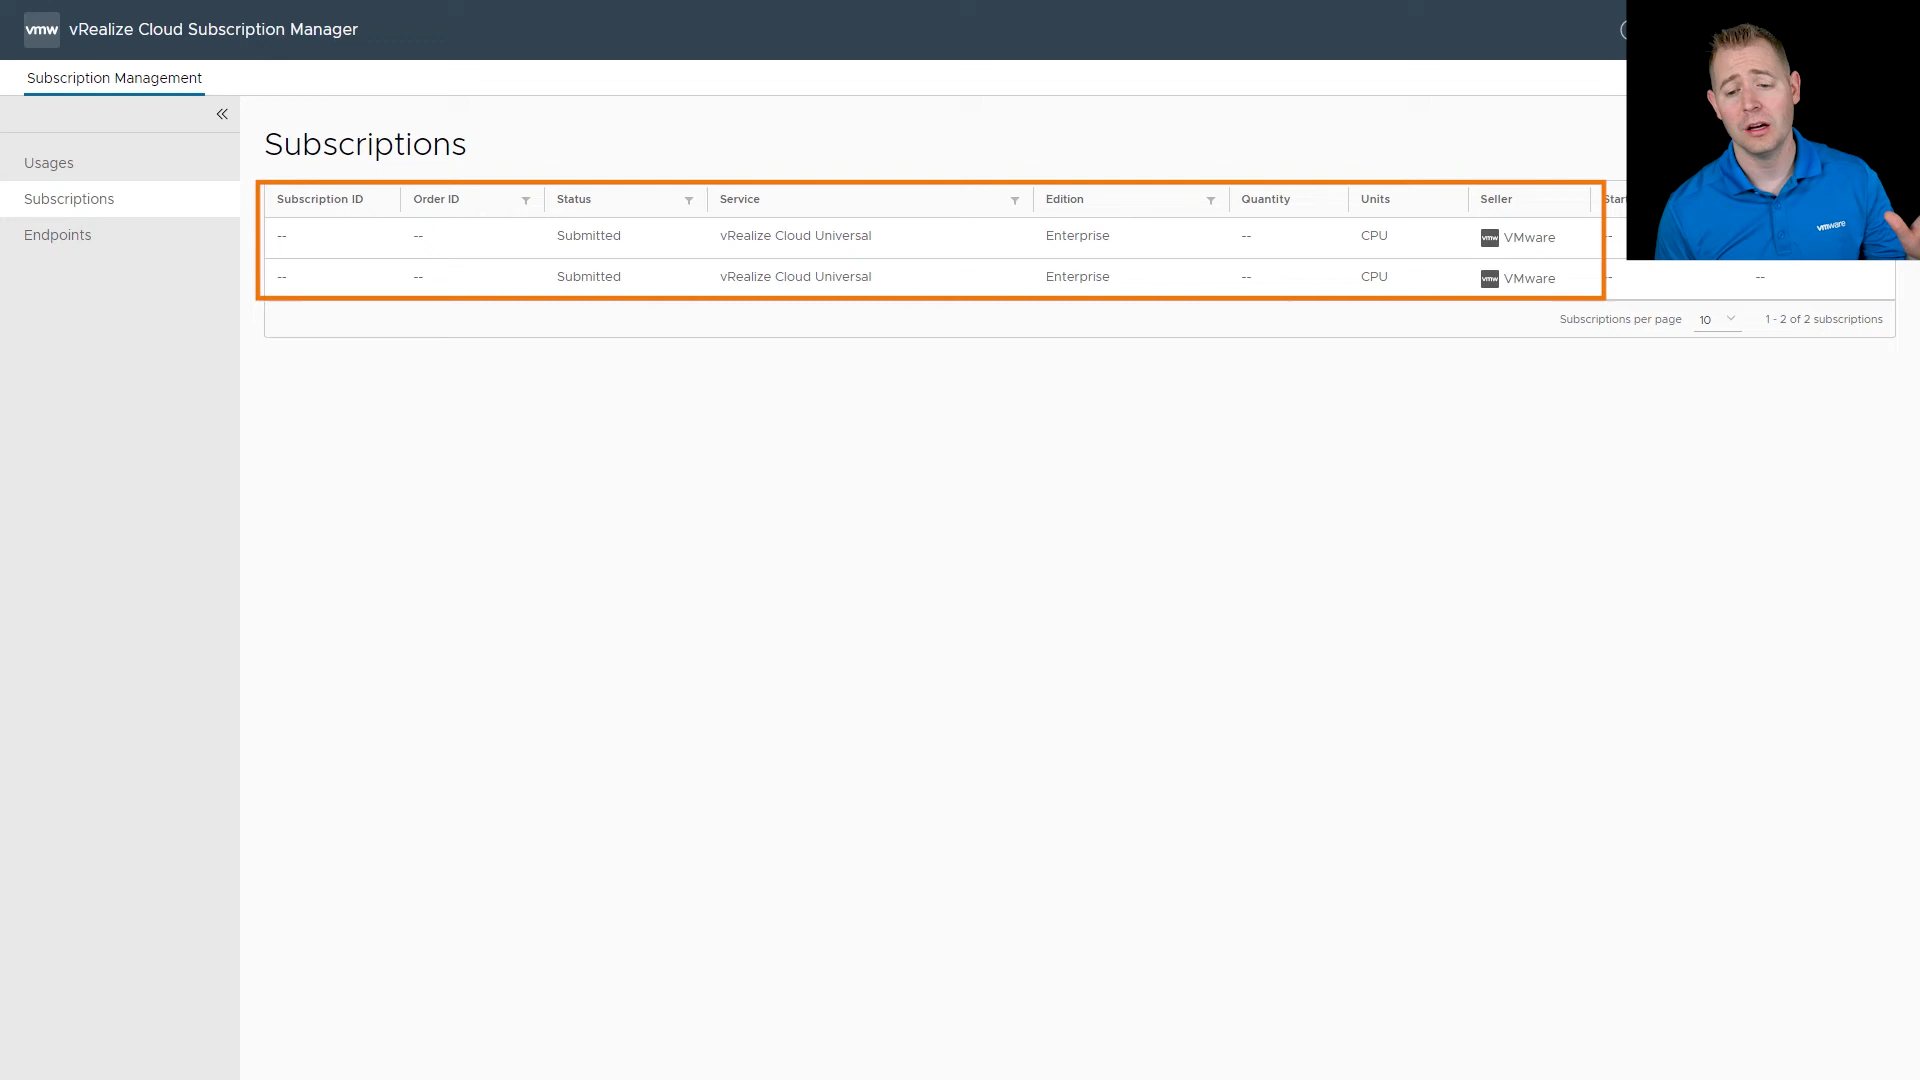 vmw vRealize Cloud Subscription Manager
Subscription Management
Usages
Subscriptions
Endpoints
Subscriptions
Subscription ID Order ID Status Service Edition Quantity Units Seller
-- -- Submitted vRealize Cloud Universal Enterprise -- CPU vmw VMware --
-- -- Submitted vRealize Cloud Universal Enterprise -- CPU vmw VMware -- --
Subscriptions per page 10 1 - 2 of 2 subscriptions
vmware